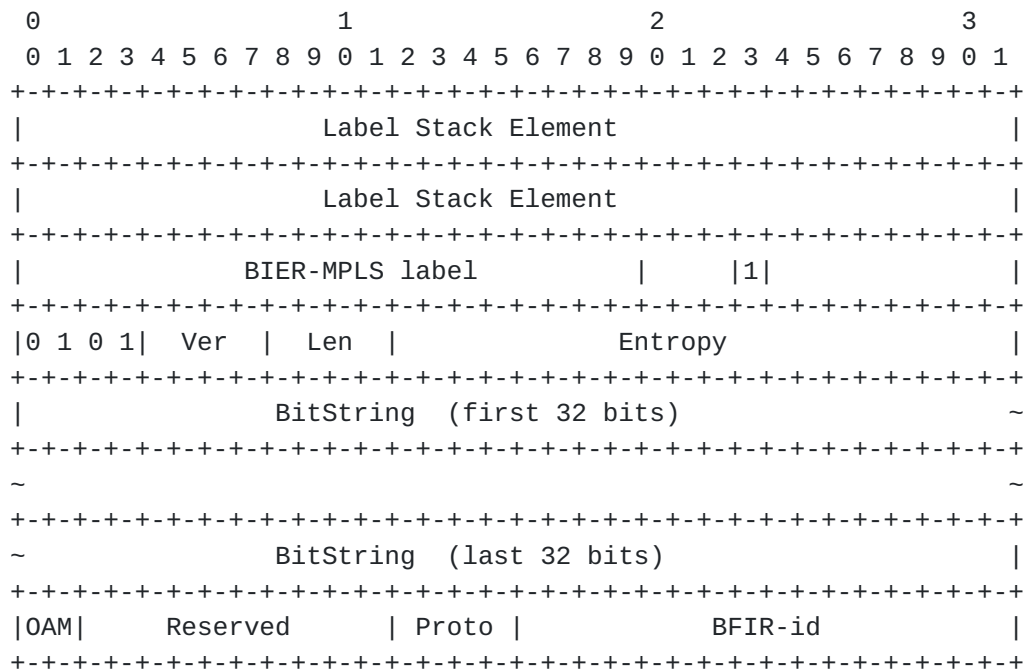 0                   1                   2                   3
 0 1 2 3 4 5 6 7 8 9 0 1 2 3 4 5 6 7 8 9 0 1 2 3 4 5 6 7 8 9 0 1
+-+-+-+-+-+-+-+-+-+-+-+-+-+-+-+-+-+-+-+-+-+-+-+-+-+-+-+-+-+-+-+-+
|                   Label Stack Element                         |
+-+-+-+-+-+-+-+-+-+-+-+-+-+-+-+-+-+-+-+-+-+-+-+-+-+-+-+-+-+-+-+-+
|                   Label Stack Element                         |
+-+-+-+-+-+-+-+-+-+-+-+-+-+-+-+-+-+-+-+-+-+-+-+-+-+-+-+-+-+-+-+-+
|              BIER-MPLS label          |     |1|               |
+-+-+-+-+-+-+-+-+-+-+-+-+-+-+-+-+-+-+-+-+-+-+-+-+-+-+-+-+-+-+-+-+
|0 1 0 1|  Ver  |  Len  |              Entropy                  |
+-+-+-+-+-+-+-+-+-+-+-+-+-+-+-+-+-+-+-+-+-+-+-+-+-+-+-+-+-+-+-+-+
|                BitString  (first 32 bits)                     ~
+-+-+-+-+-+-+-+-+-+-+-+-+-+-+-+-+-+-+-+-+-+-+-+-+-+-+-+-+-+-+-+-+
~                                                               ~
+-+-+-+-+-+-+-+-+-+-+-+-+-+-+-+-+-+-+-+-+-+-+-+-+-+-+-+-+-+-+-+-+
~                BitString  (last 32 bits)                      |
+-+-+-+-+-+-+-+-+-+-+-+-+-+-+-+-+-+-+-+-+-+-+-+-+-+-+-+-+-+-+-+-+
|OAM|     Reserved      | Proto |            BFIR-id            |
+-+-+-+-+-+-+-+-+-+-+-+-+-+-+-+-+-+-+-+-+-+-+-+-+-+-+-+-+-+-+-+-+